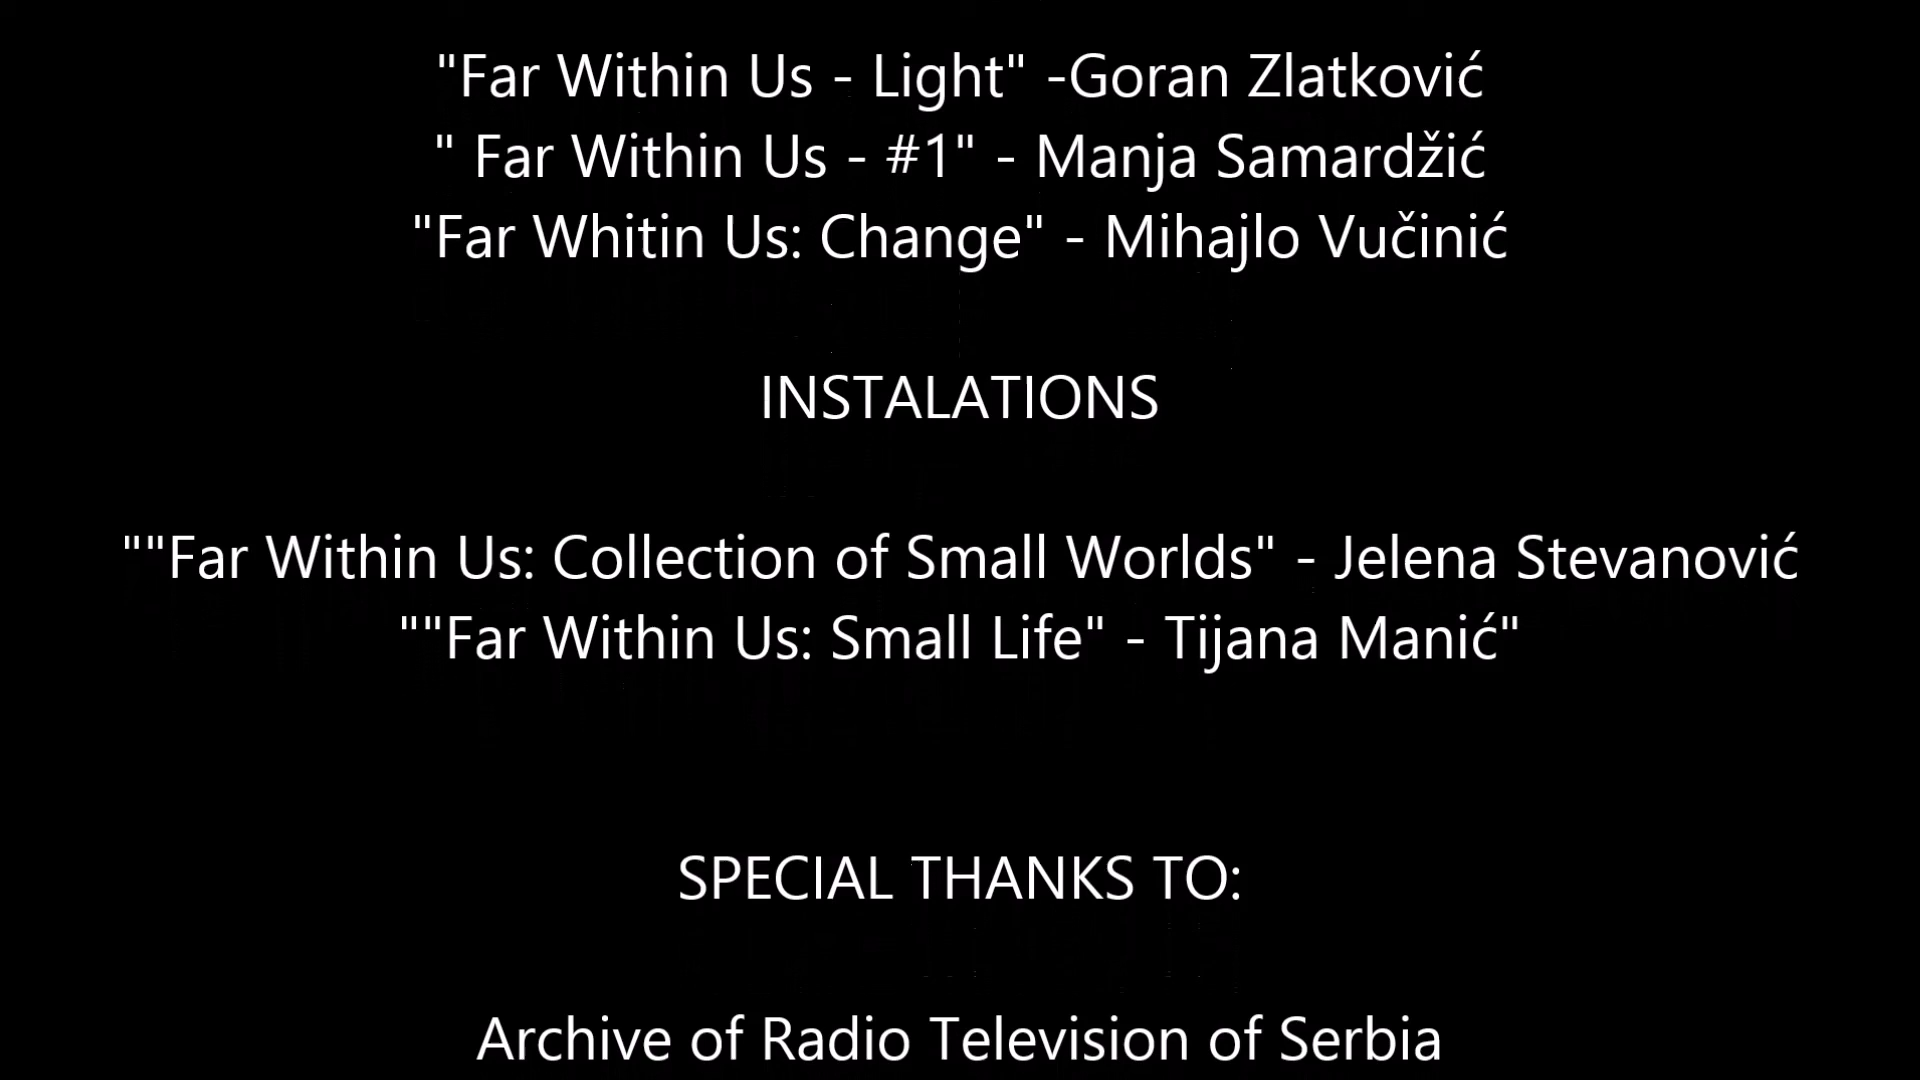 "Far Within Us - Light" -Goran Zlatković
" Far Within Us - #1" - Manja Samardžić
"Far Whitin Us: Change" - Mihajlo Vučinić
INSTALATIONS
""Far Within Us: Collection of Small Worlds" - Jelena Stevanović
""Far Within Us: Small Life" - Tijana Manić"
SPECIAL THANKS TO:
Archive of Radio Television of Serbia